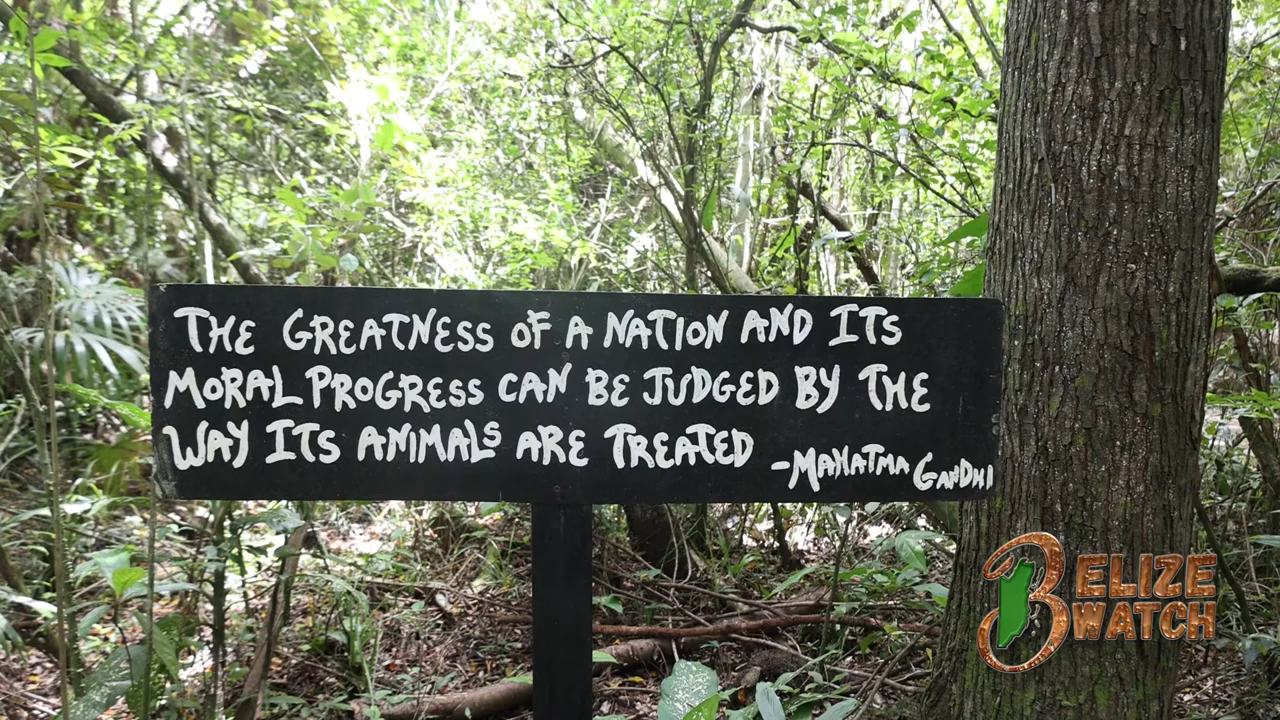 THE GREATNESS OF A NATION AND ITS
MORAL PROGRESS CAN BE JUDGED BY THE
WAY ITS ANIMALS ARE TREATED -MAHATMA GANDHI
BELIZE
WATCH